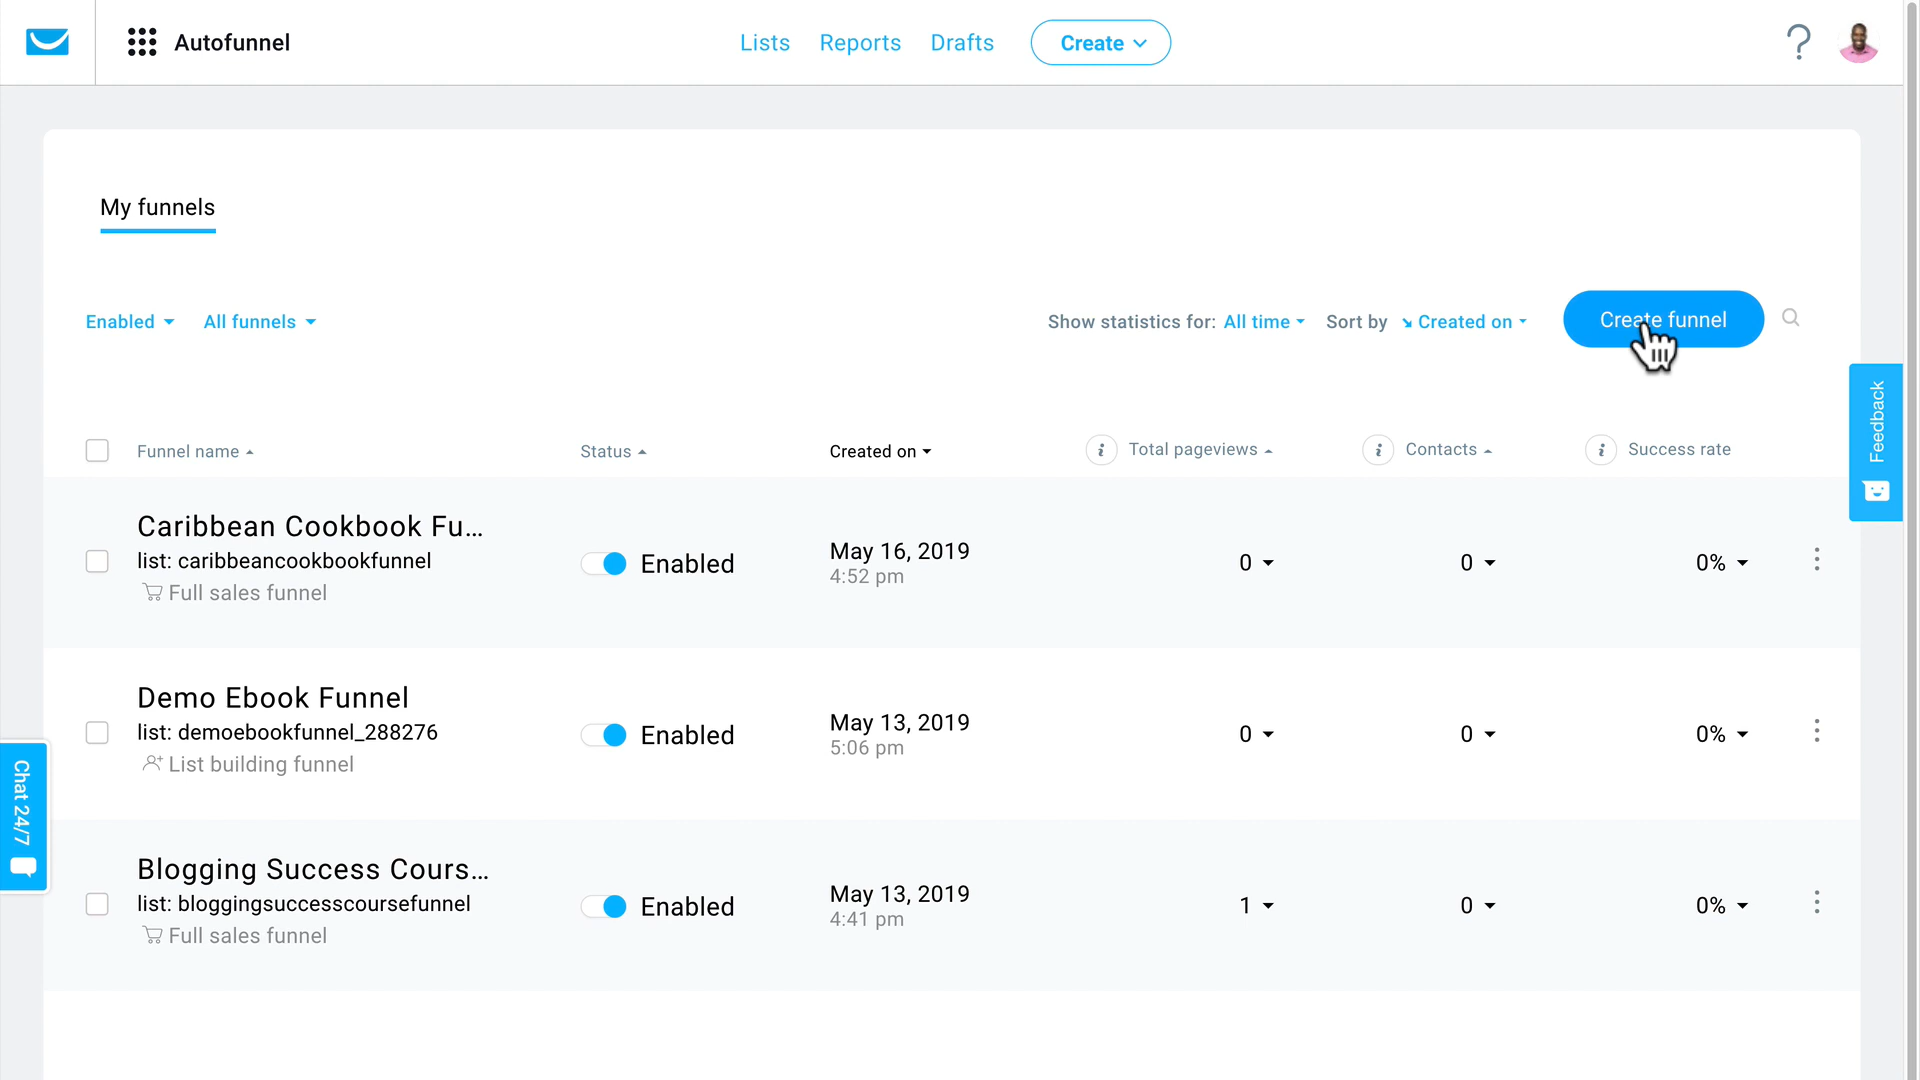 Autofunnel
Lists
Reports
Drafts
Create
?
My funnels
Enabled
All funnels
Show statistics for: All time
Sort by
Created on
Create funnel
Feedback
Funnel name
Status
Created on
i
Total pageviews
i
Contacts
i
Success rate
Caribbean Cookbook Fu...
list: caribbeancookbookfunnel
Full sales funnel
Enabled
May 16, 2019
4:52 pm
0
0
0%
Demo Ebook Funnel
list: demoebookfunnel_288276
List building funnel
Enabled
May 13, 2019
5:06 pm
0
0
0%
Chat 24/7
Blogging Success Cours...
list: bloggingsuccesscoursefunnel
Full sales funnel
Enabled
May 13, 2019
4:41 pm
1
0
0%